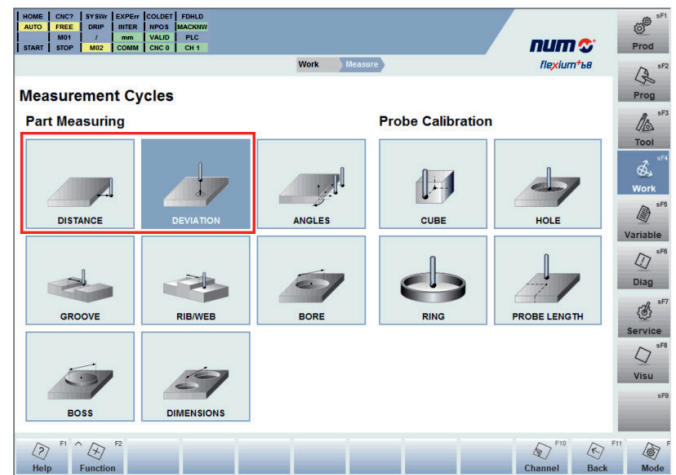 HOME CNC? SYSWr EXPErr COLDET FDHLD
AUTO FREE DRIP INTER NPOS MACKNW
M01 / mm VALID PLC
START STOP M02 COMM CNC 0 CH 1
num
flexium+68
Work Measure
Measurement Cycles
Part Measuring Probe Calibration
DISTANCE DEVIATION ANGLES CUBE HOLE
GROOVE RIB/WEB BORE RING PROBE LENGTH
BOSS DIMENSIONS
sF1
Prod
sF2
Prog
sF3
Tool
sF4
Work
sF5
Variable
sF6
Diag
sF7
Service
sF8
Visu
sF9
F1 F2 F10 F11 F
Help Function Channel Back Mode